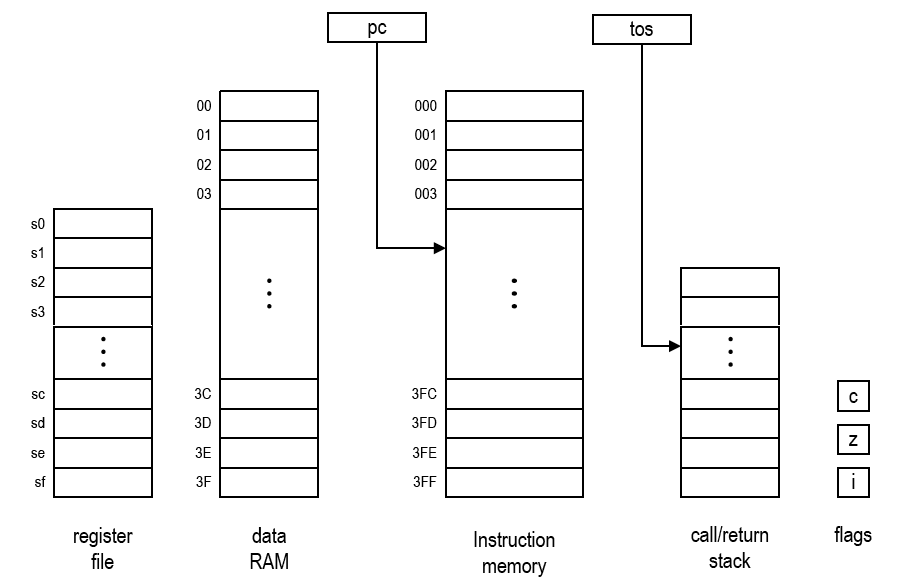 pc
tos
00
01
02
03
000
001
002
003
s0
s1
s2
s3
sc
sd
se
sf
3C
3D
3E
3F
3FC
3FD
3FE
3FF
c
z
i
register
file
data
RAM
Instruction
memory
call/return
stack
flags